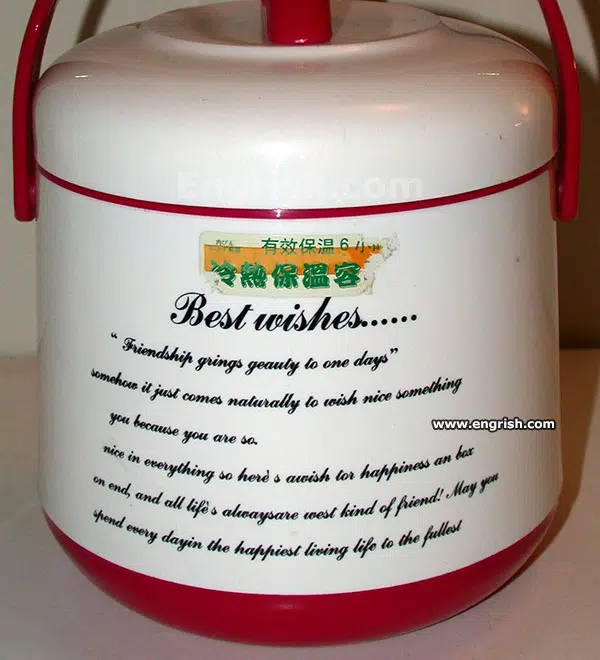 Engrish.com
有效保温6小
冷熱保溫容
Best wishes......
“Friendship grings geauty to one days”
somehow it just comes naturally to wish nice something
you because you are so.
nice in everything so here's awish tor happiness an box
on end, and all life's alwaysare west kind of friend! May you
spend every dayin the happiest living life to the fullest
www.engrish.com